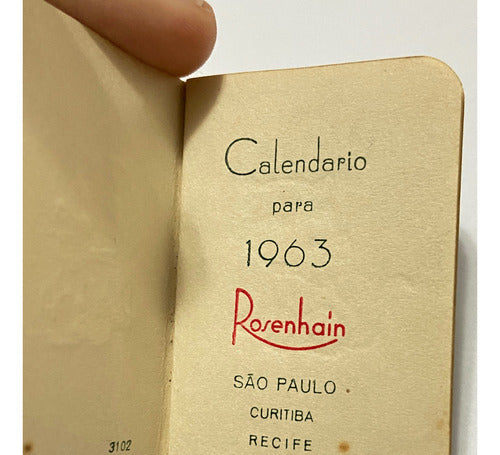 Calendario
para
1963
Rosenhain
SÃO PAULO
CURITIBA
RECIFE
3102